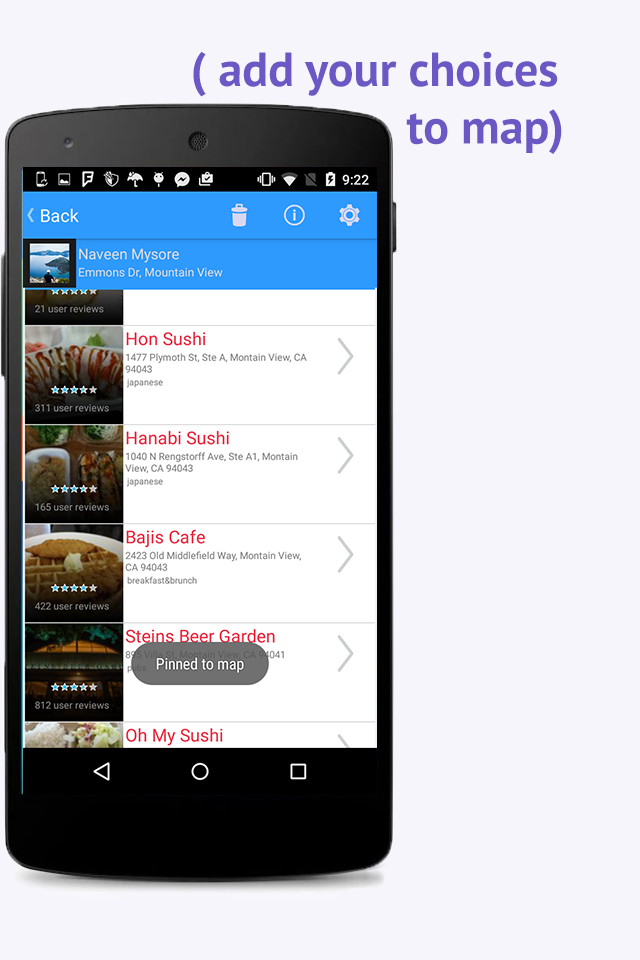 ( add your choices
to map)
9:22
Back
Naveen Mysore
Emmons Dr, Mountain View
21 user reviews
Hon Sushi
1477 Plymoth St, Ste A, Montain View, CA
94043
japanese
311 user reviews
Hanabi Sushi
1040 N Rengstorff Ave, Ste A1, Montain
View, CA 94043
japanese
165 user reviews
Bajis Cafe
2423 Old Middlefield Way, Montain View,
CA 94043
breakfast&brunch
422 user reviews
Steins Beer Garden
895 Villa St, Montain View, CA 94041
pubs
Pinned to map
812 user reviews
Oh My Sushi